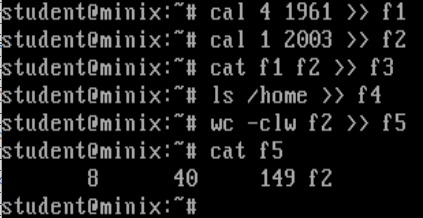 student@minix:~# cal 4 1961 >> f1
student@minix:~# cal 1 2003 >> f2
student@minix:~# cat f1 f2 >> f3
student@minix:~# ls /home >> f4
student@minix:~# wc -clw f2 >> f5
student@minix:~# cat f5
8 40 149 f2
student@minix:~#